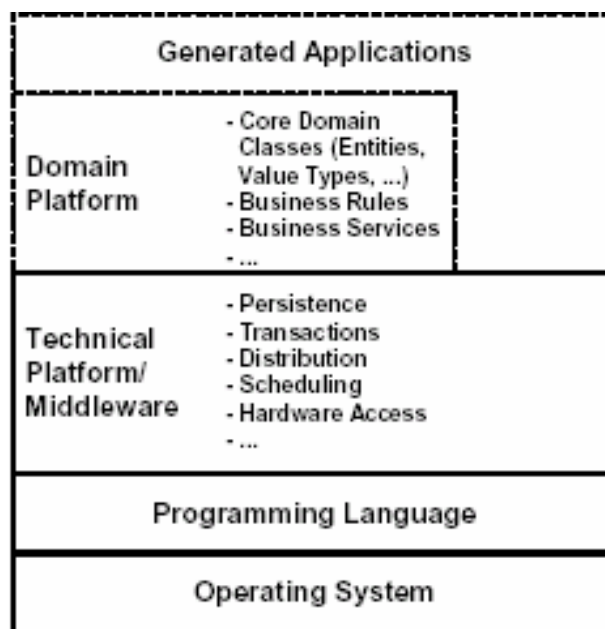 Generated Applications
Domain
Platform
- Core Domain
Classes (Entities,
Value Types, ...)
- Business Rules
- Business Services
- ...
Technical
Platform/
Middleware
- Persistence
- Transactions
- Distribution
- Scheduling
- Hardware Access
- ...
Programming Language
Operating System